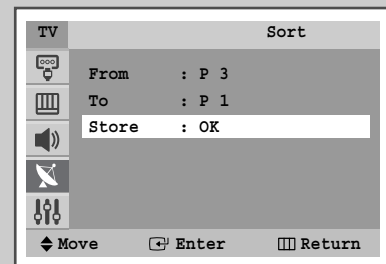 TV Sort
From : P 3
To : P 1
Store : OK
Move Enter Return